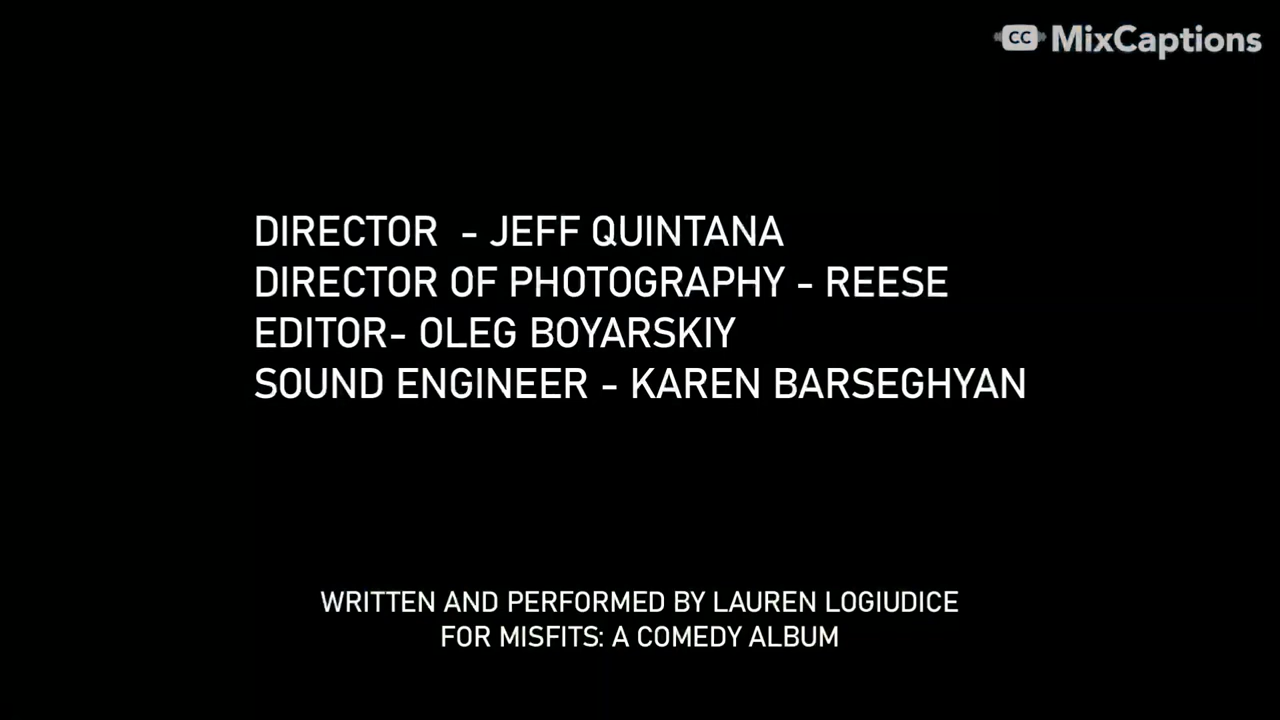 CC MixCaptions
DIRECTOR - JEFF QUINTANA
DIRECTOR OF PHOTOGRAPHY - REESE
EDITOR- OLEG BOYARSKIY
SOUND ENGINEER - KAREN BARSEGHYAN
WRITTEN AND PERFORMED BY LAUREN LOGIUDICE
FOR MISFITS: A COMEDY ALBUM